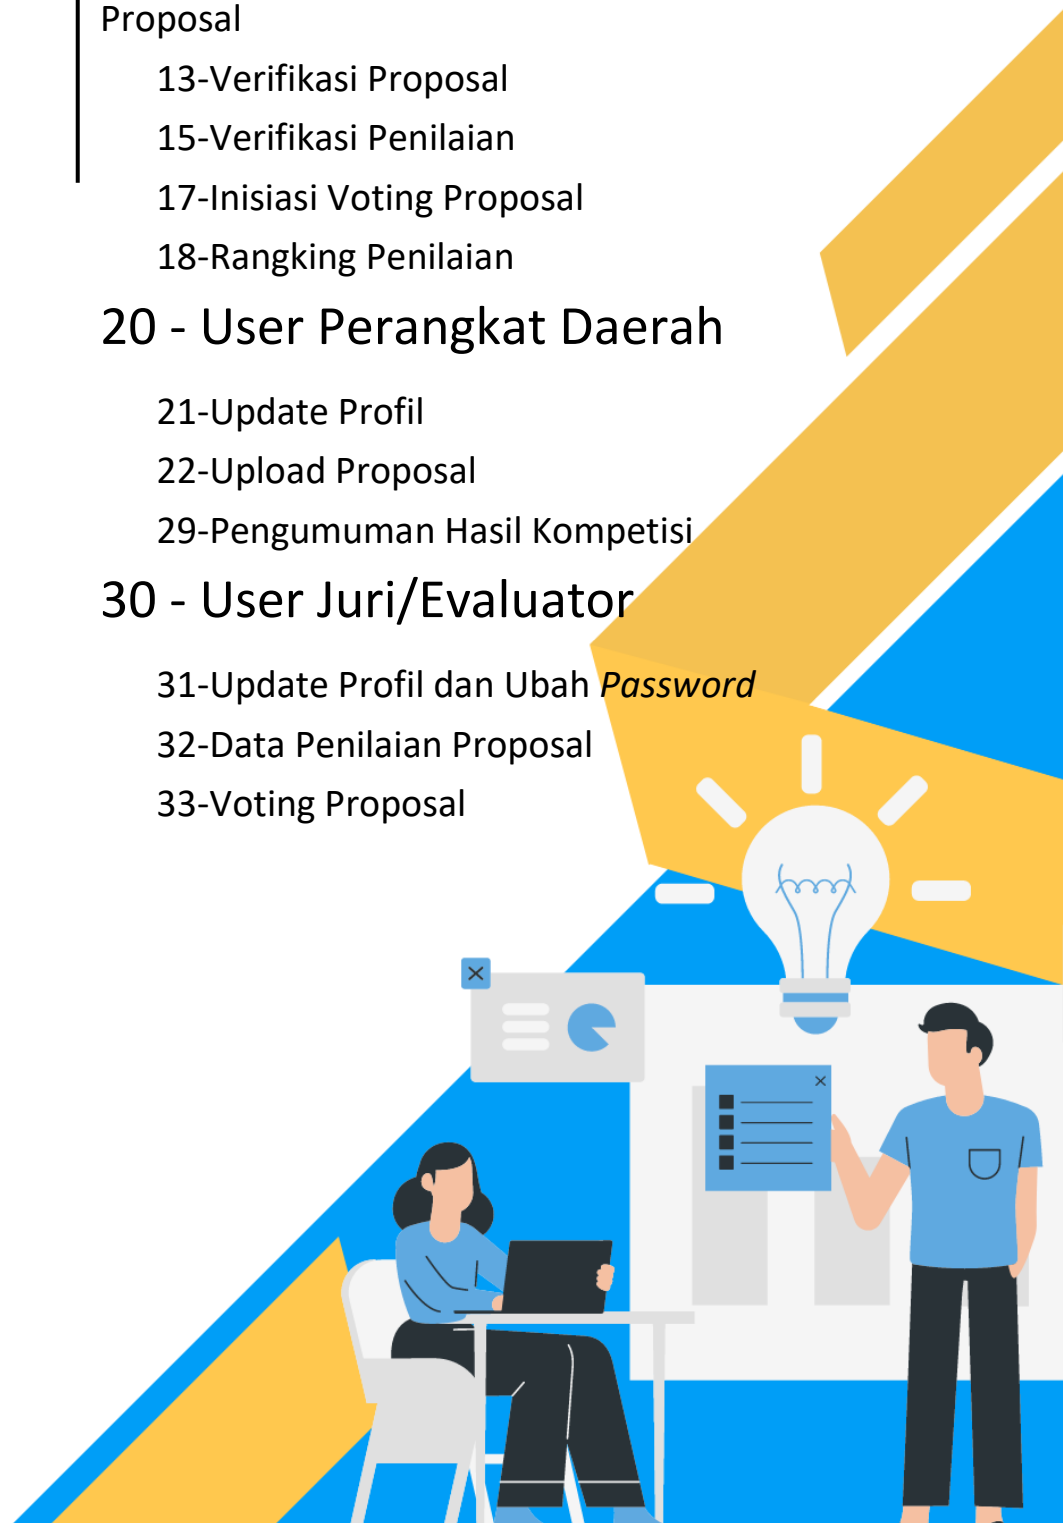 Proposal
13-Verifikasi Proposal
15-Verifikasi Penilaian
17-Inisiasi Voting Proposal
18-Rangking Penilaian
20 - User Perangkat Daerah
21-Update Profil
22-Upload Proposal
29-Pengumuman Hasil Kompetisi
30 - User Juri/Evaluator
31-Update Profil dan Ubah Password
32-Data Penilaian Proposal
33-Voting Proposal